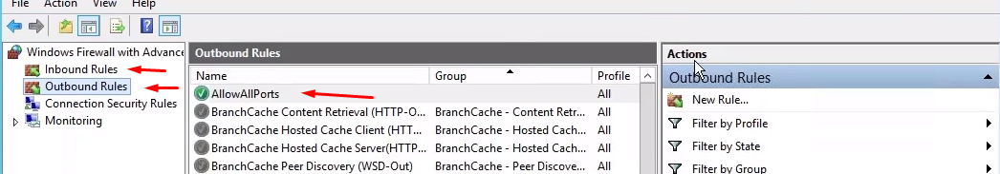 File Action View Help
Windows Firewall with Advance
Inbound Rules
Outbound Rules
Connection Security Rules
Monitoring
Outbound Rules
Name Group Profile
AllowAllPorts All
BranchCache Content Retrieval (HTTP-O... BranchCache - Content Retr... All
BranchCache Hosted Cache Client (HTT... BranchCache - Hosted Cach... All
BranchCache Hosted Cache Server(HTTP... BranchCache - Hosted Cach... All
BranchCache Peer Discovery (WSD-Out) BranchCache - Peer Discove... All
Actions
Outbound Rules
New Rule...
Filter by Profile
Filter by State
Filter by Group